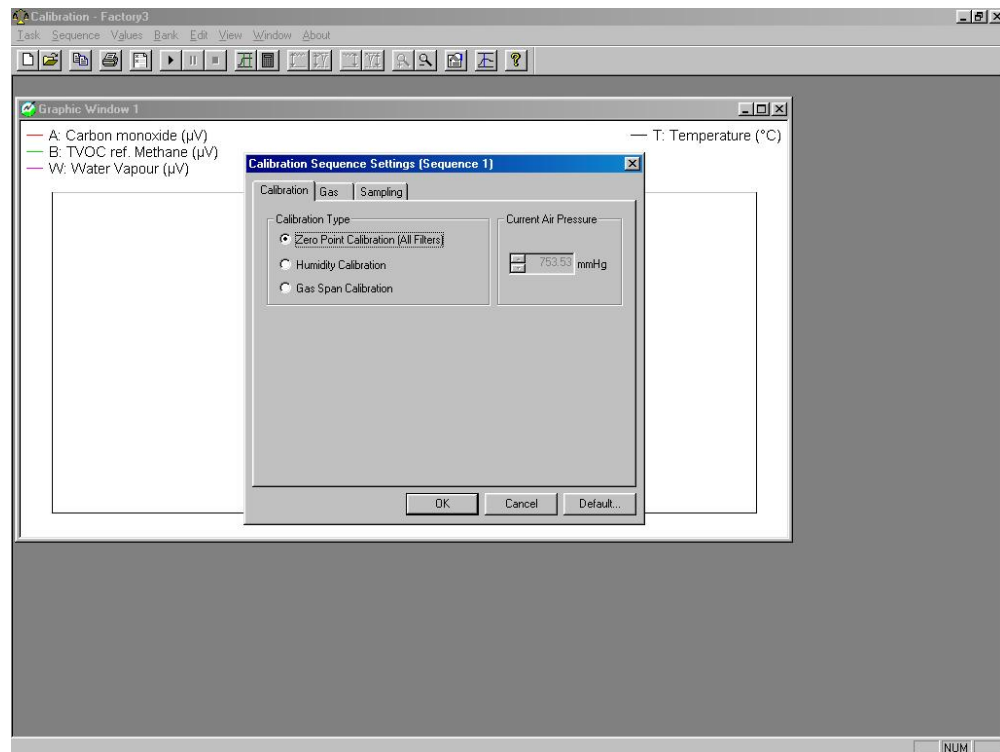 Calibration - Factory3
Task Sequence Values Bank Edit View Window About
Graphic Window 1
A: Carbon monoxide (µV)
B: TVOC ref. Methane (µV)
W: Water Vapour (µV)
T: Temperature (°C)
Calibration Sequence Settings (Sequence 1)
Calibration Gas Sampling
Calibration Type
Zero Point Calibration (All Filters)
Humidity Calibration
Gas Span Calibration
Current Air Pressure
753.53 mmHg
OK Cancel Default...
NUM